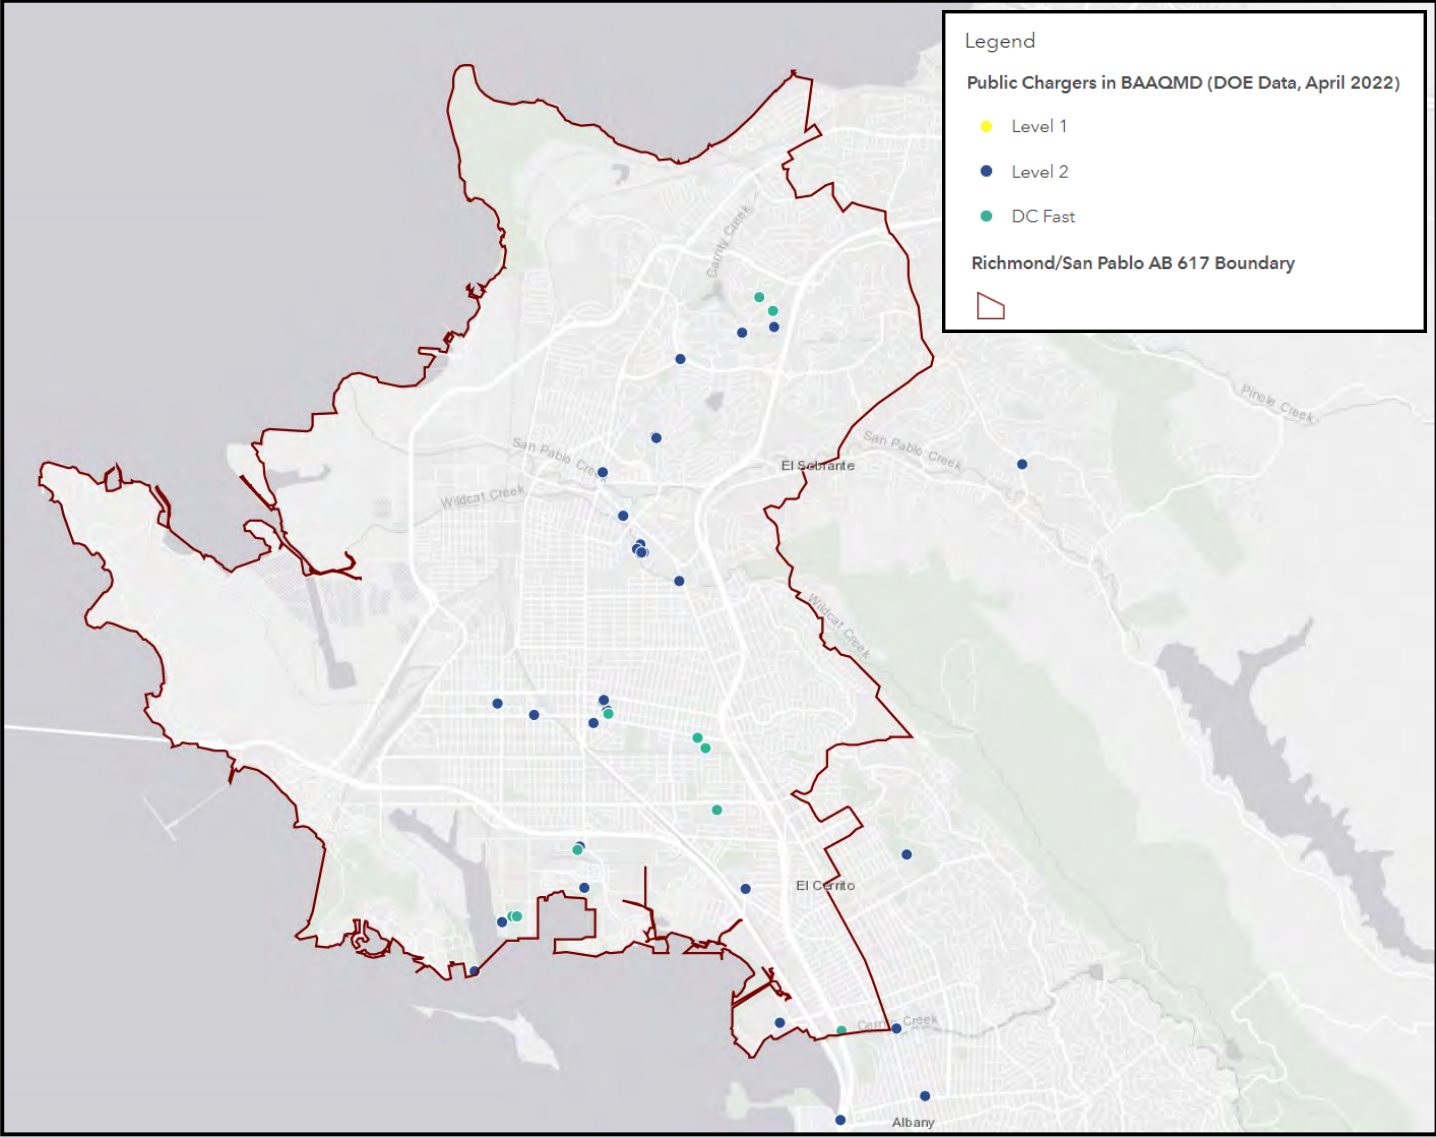 Legend
Public Chargers in BAAQMD (DOE Data, April 2022)
Level 1
Level 2
DC Fast
Richmond/San Pablo AB 617 Boundary
Garrity Creek
Pinole Creek
San Pablo Creek
San Pablo Creek
El Sobrante
Wildcat Creek
Wildcat Creek
El Cerrito
Cerrito Creek
Albany